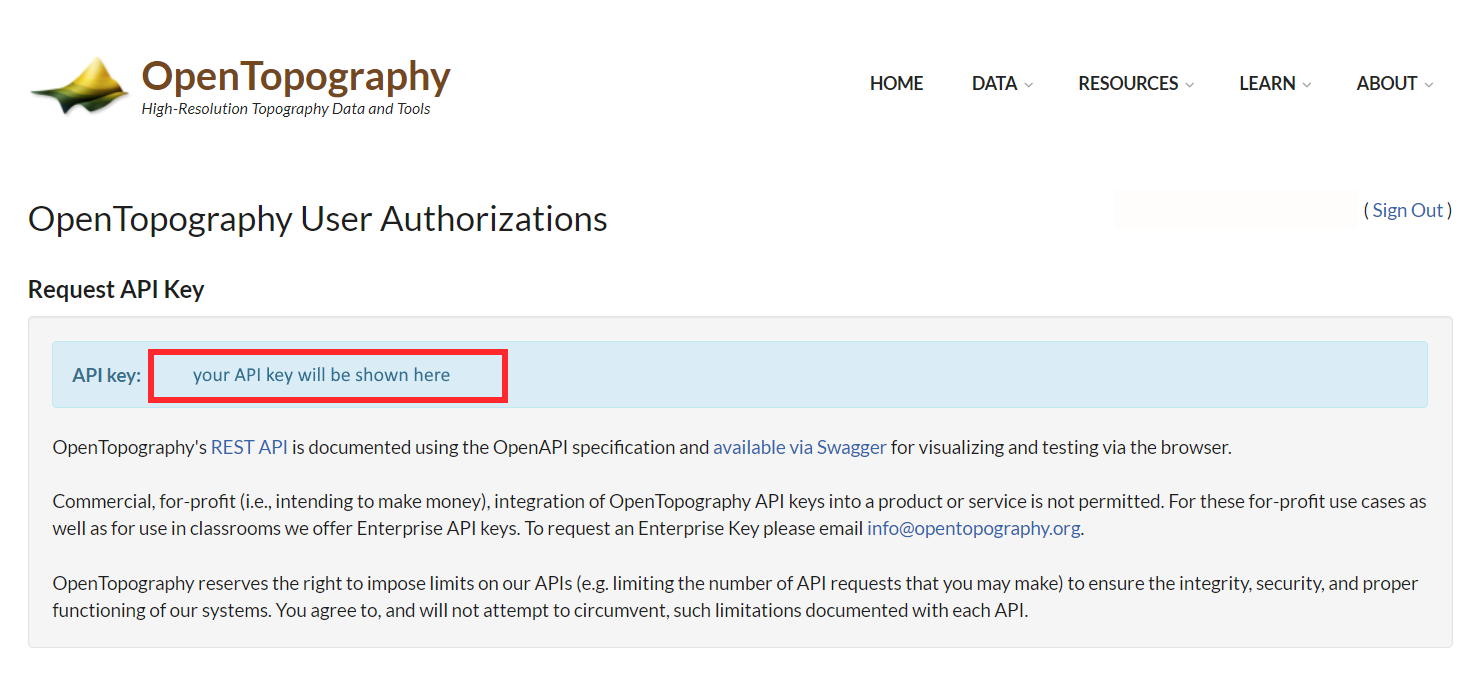 OpenTopography
High-Resolution Topography Data and Tools
HOME DATA RESOURCES LEARN ABOUT
OpenTopography User Authorizations
( Sign Out )
Request API Key
API key: your API key will be shown here
OpenTopography's REST API is documented using the OpenAPI specification and available via Swagger for visualizing and testing via the browser.
Commercial, for-profit (i.e., intending to make money), integration of OpenTopography API keys into a product or service is not permitted. For these for-profit use cases as
well as for use in classrooms we offer Enterprise API keys. To request an Enterprise Key please email info@opentopography.org.
OpenTopography reserves the right to impose limits on our APIs (e.g. limiting the number of API requests that you may make) to ensure the integrity, security, and proper
functioning of our systems. You agree to, and will not attempt to circumvent, such limitations documented with each API.